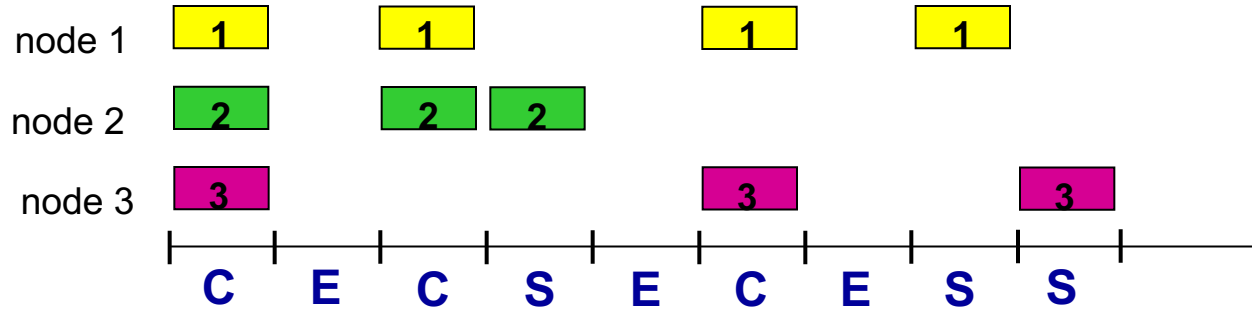 node 1 1 1 1 1
node 2 2 2 2
node 3 3 3 3
C E C S E C E S S